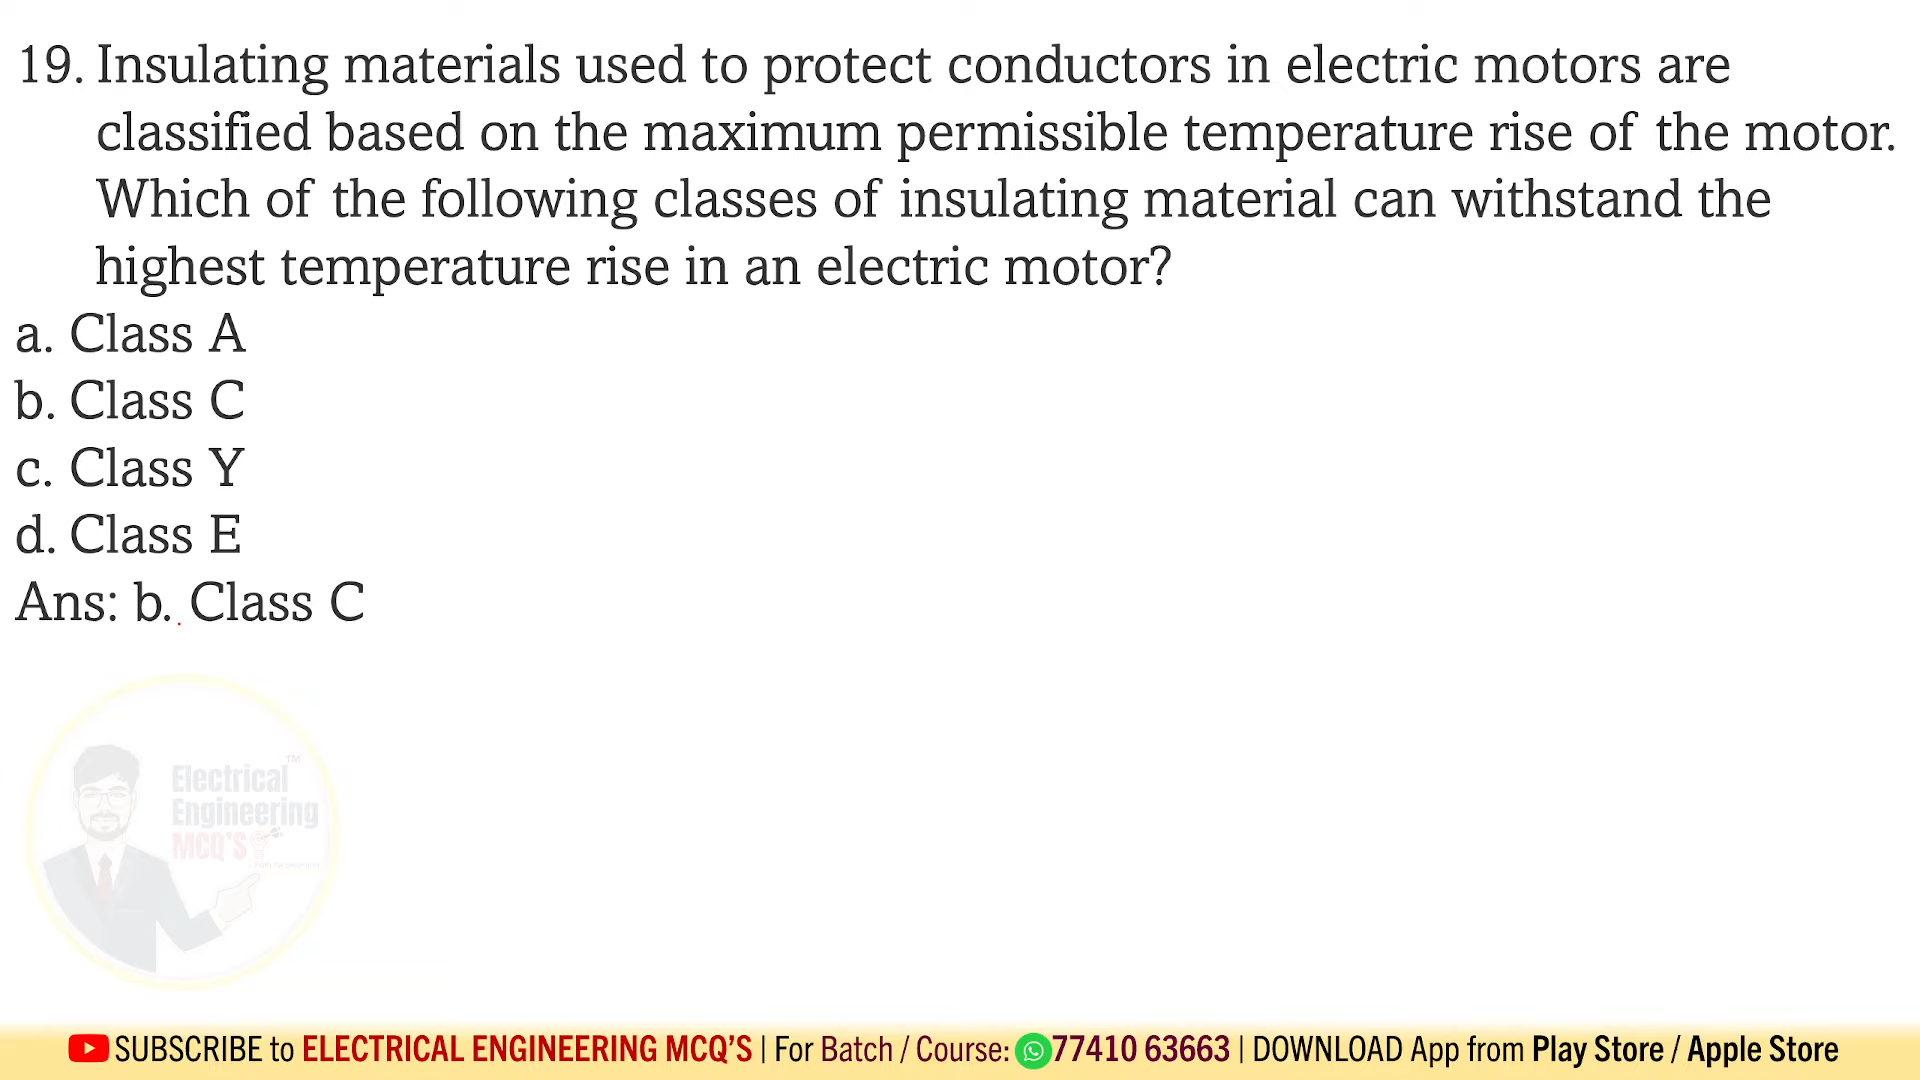 19. Insulating materials used to protect conductors in electric motors are
classified based on the maximum permissible temperature rise of the motor.
Which of the following classes of insulating material can withstand the
highest temperature rise in an electric motor?
a. Class A
b. Class C
c. Class Y
d. Class E
Ans: b. Class C
Electrical™
Engineering
MCQ'S
SUBSCRIBE to ELECTRICAL ENGINEERING MCQ'S | For Batch / Course: 77410 63663 | DOWNLOAD App from Play Store / Apple Store